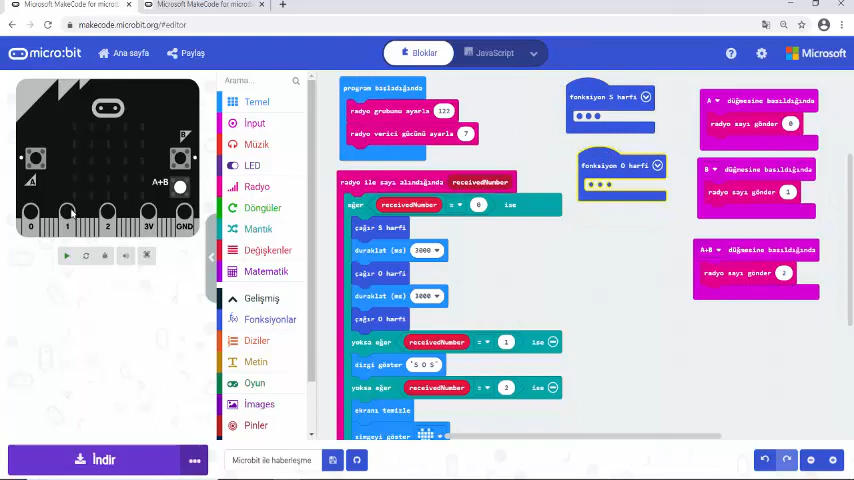 Microsoft MakeCode for micro:b
Microsoft MakeCode for micro:bit
makecode.microbit.org/#editor
micro:bit
Ana sayfa
Paylaş
Bloklar
JavaScript
Microsoft
Arama...
Temel
Input
Müzik
LED
Radyo
Döngüler
Mantık
Değişkenler
Matematik
Gelişmiş
Fonksiyonlar
Diziler
Metin
Oyun
İmages
Pinler
B
A
A+B
0
1
2
3V
GND
program başladığında
radyo grubunu ayarla 122
radyo verici gücünü ayarla 7
radyo ile sayı alındığında receivedNumber
eğer receivedNumber = 0 ise
çağır S harfi
duraklat (ms) 3000
çağır O harfi
duraklat (ms) 3000
çağır O harfi
yoksa eğer receivedNumber = 1 ise
dizgi göster "S O S"
yoksa eğer receivedNumber = 2 ise
ekranı temizle
simgeyi göster
fonksiyon S harfi
fonksiyon O harfi
A düğmesine basıldığında
radyo sayı gönder 0
B düğmesine basıldığında
radyo sayı gönder 1
A+B düğmesine basıldığında
radyo sayı gönder 2
İndir
Microbit ile haberleşme